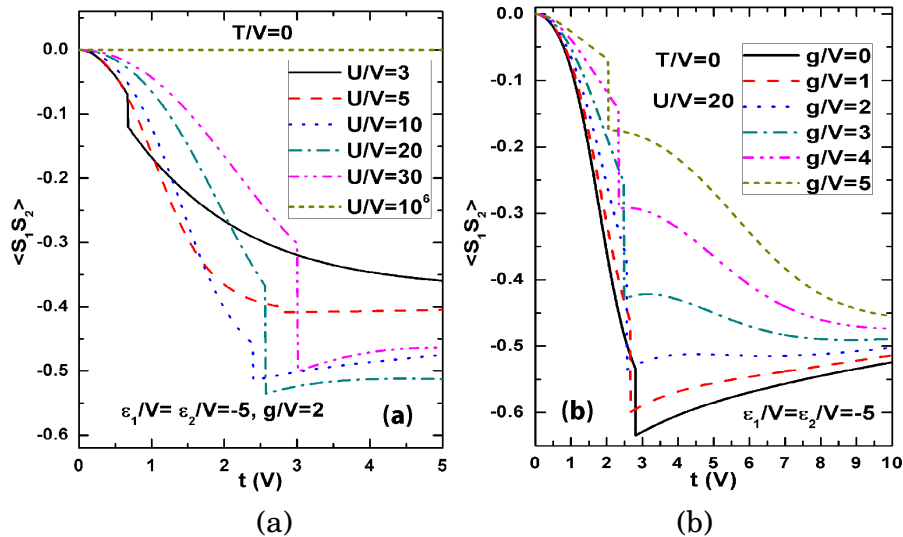 T/V=0
U/V=3
U/V=5
U/V=10
U/V=20
U/V=30
U/V=10⁶
<S₁S₂>
0.0
-0.1
-0.2
-0.3
-0.4
-0.5
-0.6
ε₁/V= ε₂/V=-5, g/V=2
(a)
0 1 2 3 4 5
t (V)
(a)
(b)
T/V=0
U/V=20
g/V=0
g/V=1
g/V=2
g/V=3
g/V=4
g/V=5
<S₁S₂>
0.0
-0.1
-0.2
-0.3
-0.4
-0.5
-0.6
(b)
ε₁/V=ε₂/V=-5
0 1 2 3 4 5 6 7 8 9 10
t (V)
(b)
(a)